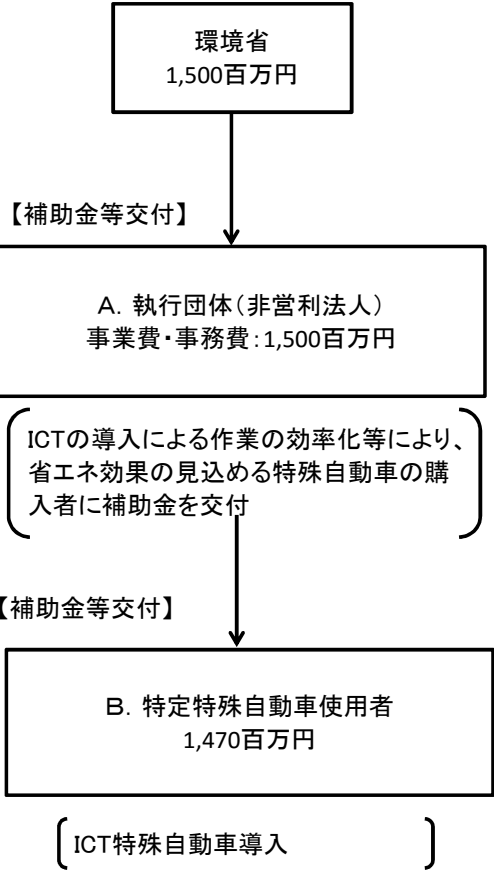 環境省
1,500百万円
【補助金等交付】
A．執行団体（非営利法人）
事業費・事務費：1,500百万円
ICTの導入による作業の効率化等により、
省エネ効果の見込める特殊自動車の購
入者に補助金を交付
【補助金等交付】
B．特定特殊自動車使用者
1,470百万円
ICT特殊自動車導入